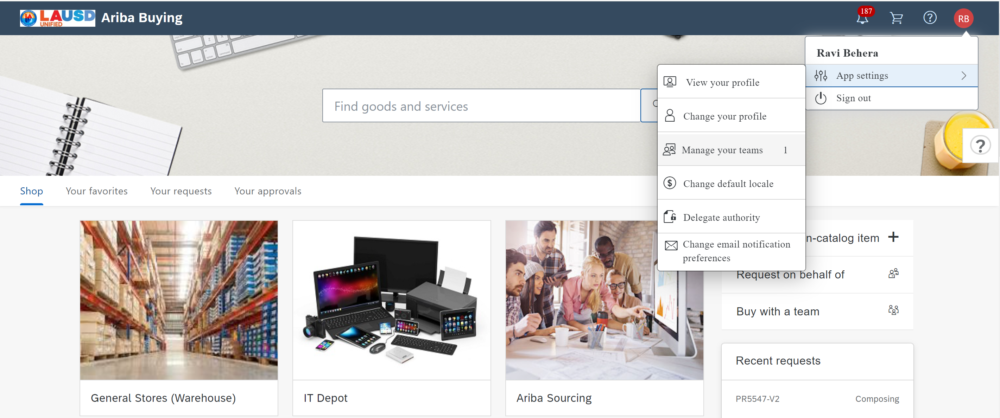 LAUSD
UNIFIED
Ariba Buying
187
RB
Ravi Behera
App settings
Sign out
View your profile
Change your profile
Manage your teams 1
Change default locale
Delegate authority
Change email notification
preferences
Find goods and services
?
Shop
Your favorites
Your requests
Your approvals
n-catalog item
Request on behalf of
Buy with a team
Recent requests
PR5547-V2
Composing
General Stores (Warehouse)
IT Depot
Ariba Sourcing